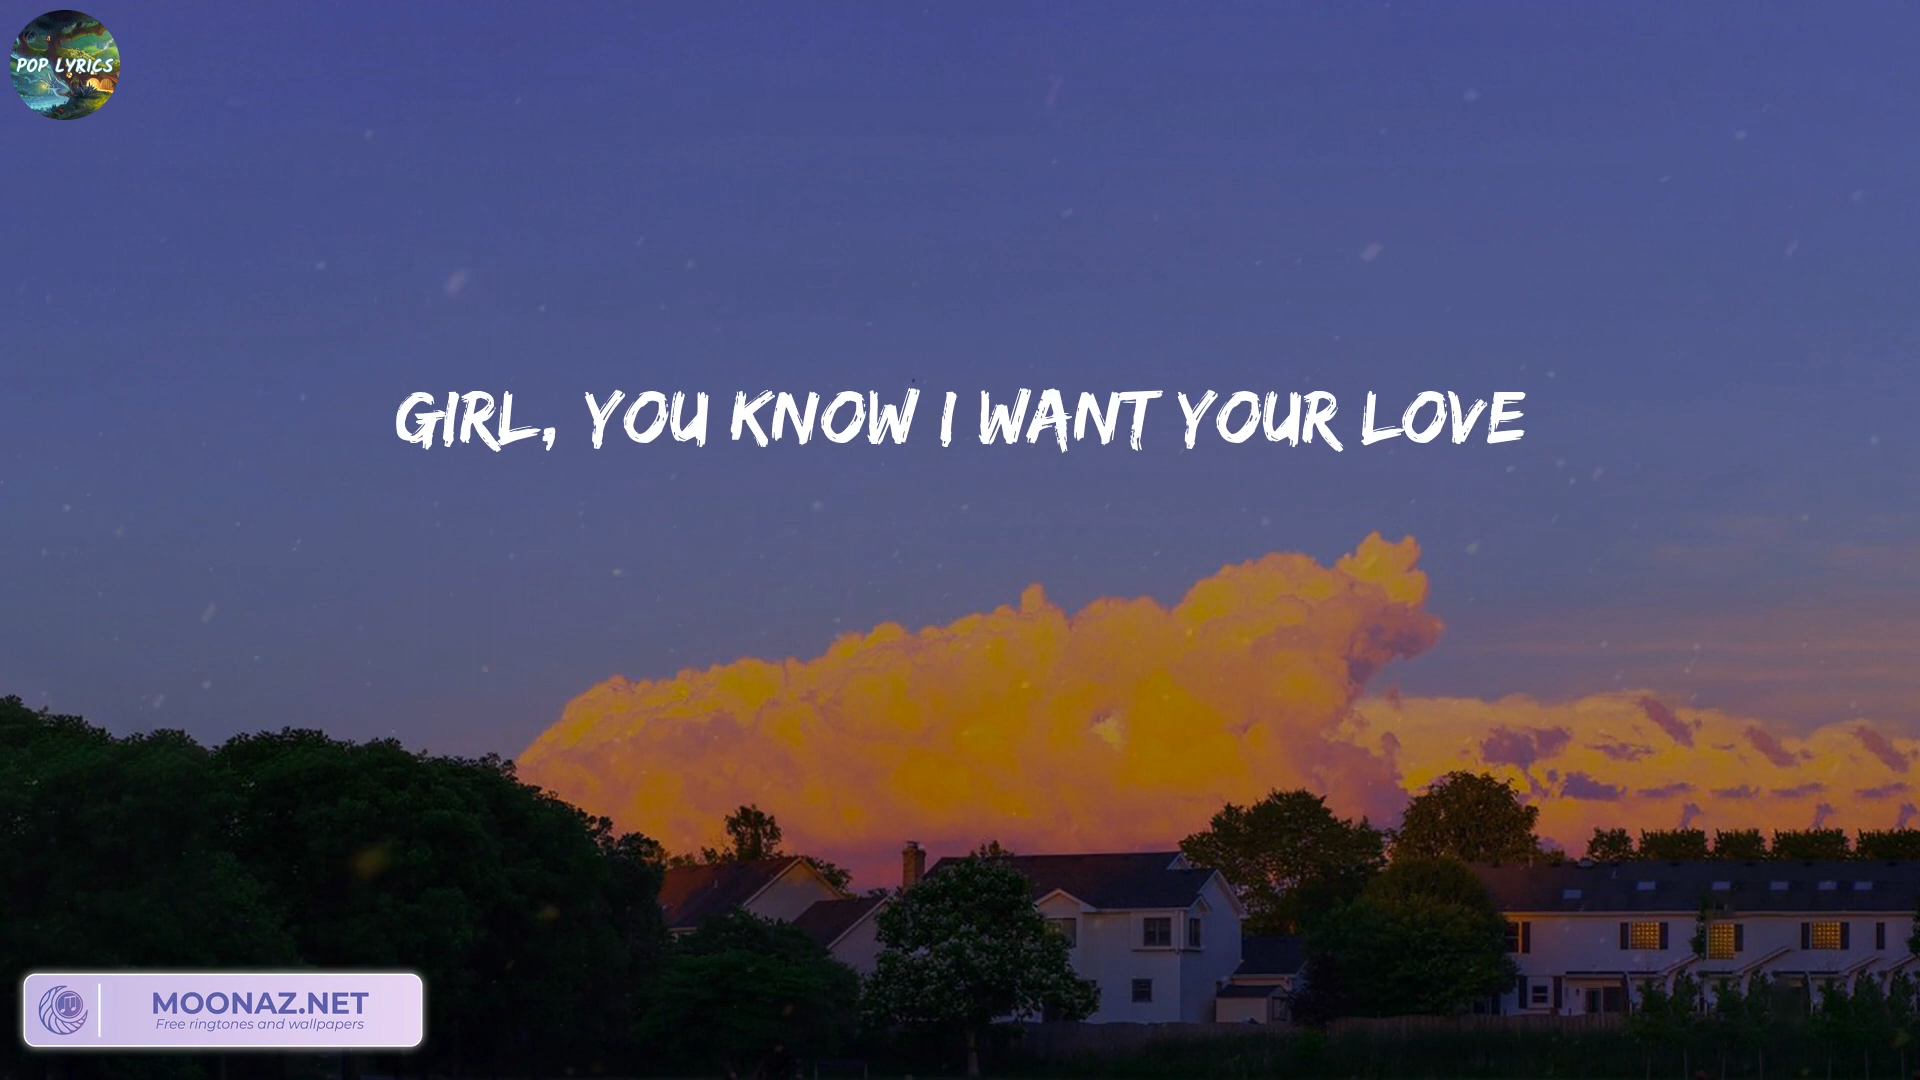 POP LYRICS
GIRL, YOU KNOW I WANT YOUR LOVE
MOONAZ.NET
Free ringtones and wallpapers